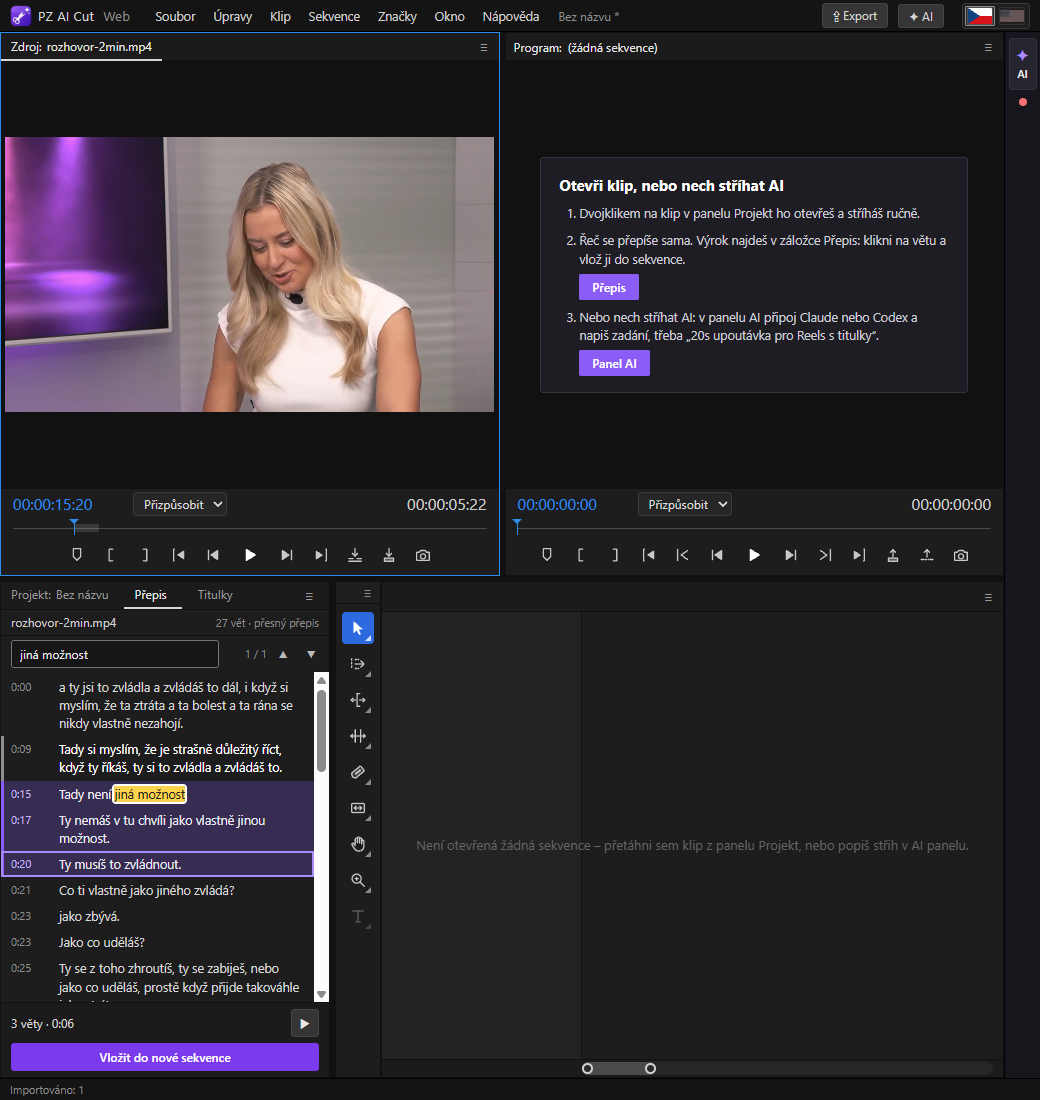 PZ AI Cut Web Soubor Úpravy Klip Sekvence Značky Okno Nápověda Bez názvu * Export AI
Zdroj: rozhovor-2min.mp4
Program: (žádná sekvence)
AI
Otevři klip, nebo nech stříhat AI
1. Dvojklikem na klip v panelu Projekt ho otevřeš a stříháš ručně.
2. Řeč se přepíše sama. Výrok najdeš v záložce Přepis: klikni na větu a
vlož ji do sekvence.
Přepis
3. Nebo nech stříhat AI: v panelu AI připoj Claude nebo Codex a
napiš zadání, třeba „20s upoutávka pro Reels s titulky“.
Panel AI
00:00:15:20 Přizpůsobit 00:00:05:22
00:00:00:00 Přizpůsobit 00:00:00:00
Projekt: Bez názvu Přepis Titulky
rozhovor-2min.mp4 27 vět · přesný přepis
jiná možnost 1 / 1
0:00 a ty jsi to zvládla a zvládáš to dál, i když si
myslím, že ta ztráta a ta bolest a ta rána se
nikdy vlastně nezahojí.
0:09 Tady si myslím, že je strašně důležitý říct,
když ty říkáš, ty si to zvládla a zvládáš to.
0:15 Tady není jiná možnost
0:17 Ty nemáš v tu chvíli jako vlastně jinou
možnost.
0:20 Ty musíš to zvládnout.
0:21 Co ti vlastně jako jiného zvládá?
0:23 jako zbývá.
0:23 Jako co uděláš?
0:25 Ty se z toho zhroutíš, ty se zabiješ, nebo
jako co uděláš, prostě když přijde takováhle
3 věty · 0:06
Vložit do nové sekvence
Není otevřená žádná sekvence – přetáhni sem klip z panelu Projekt, nebo popiš střih v AI panelu.
T
Importováno: 1